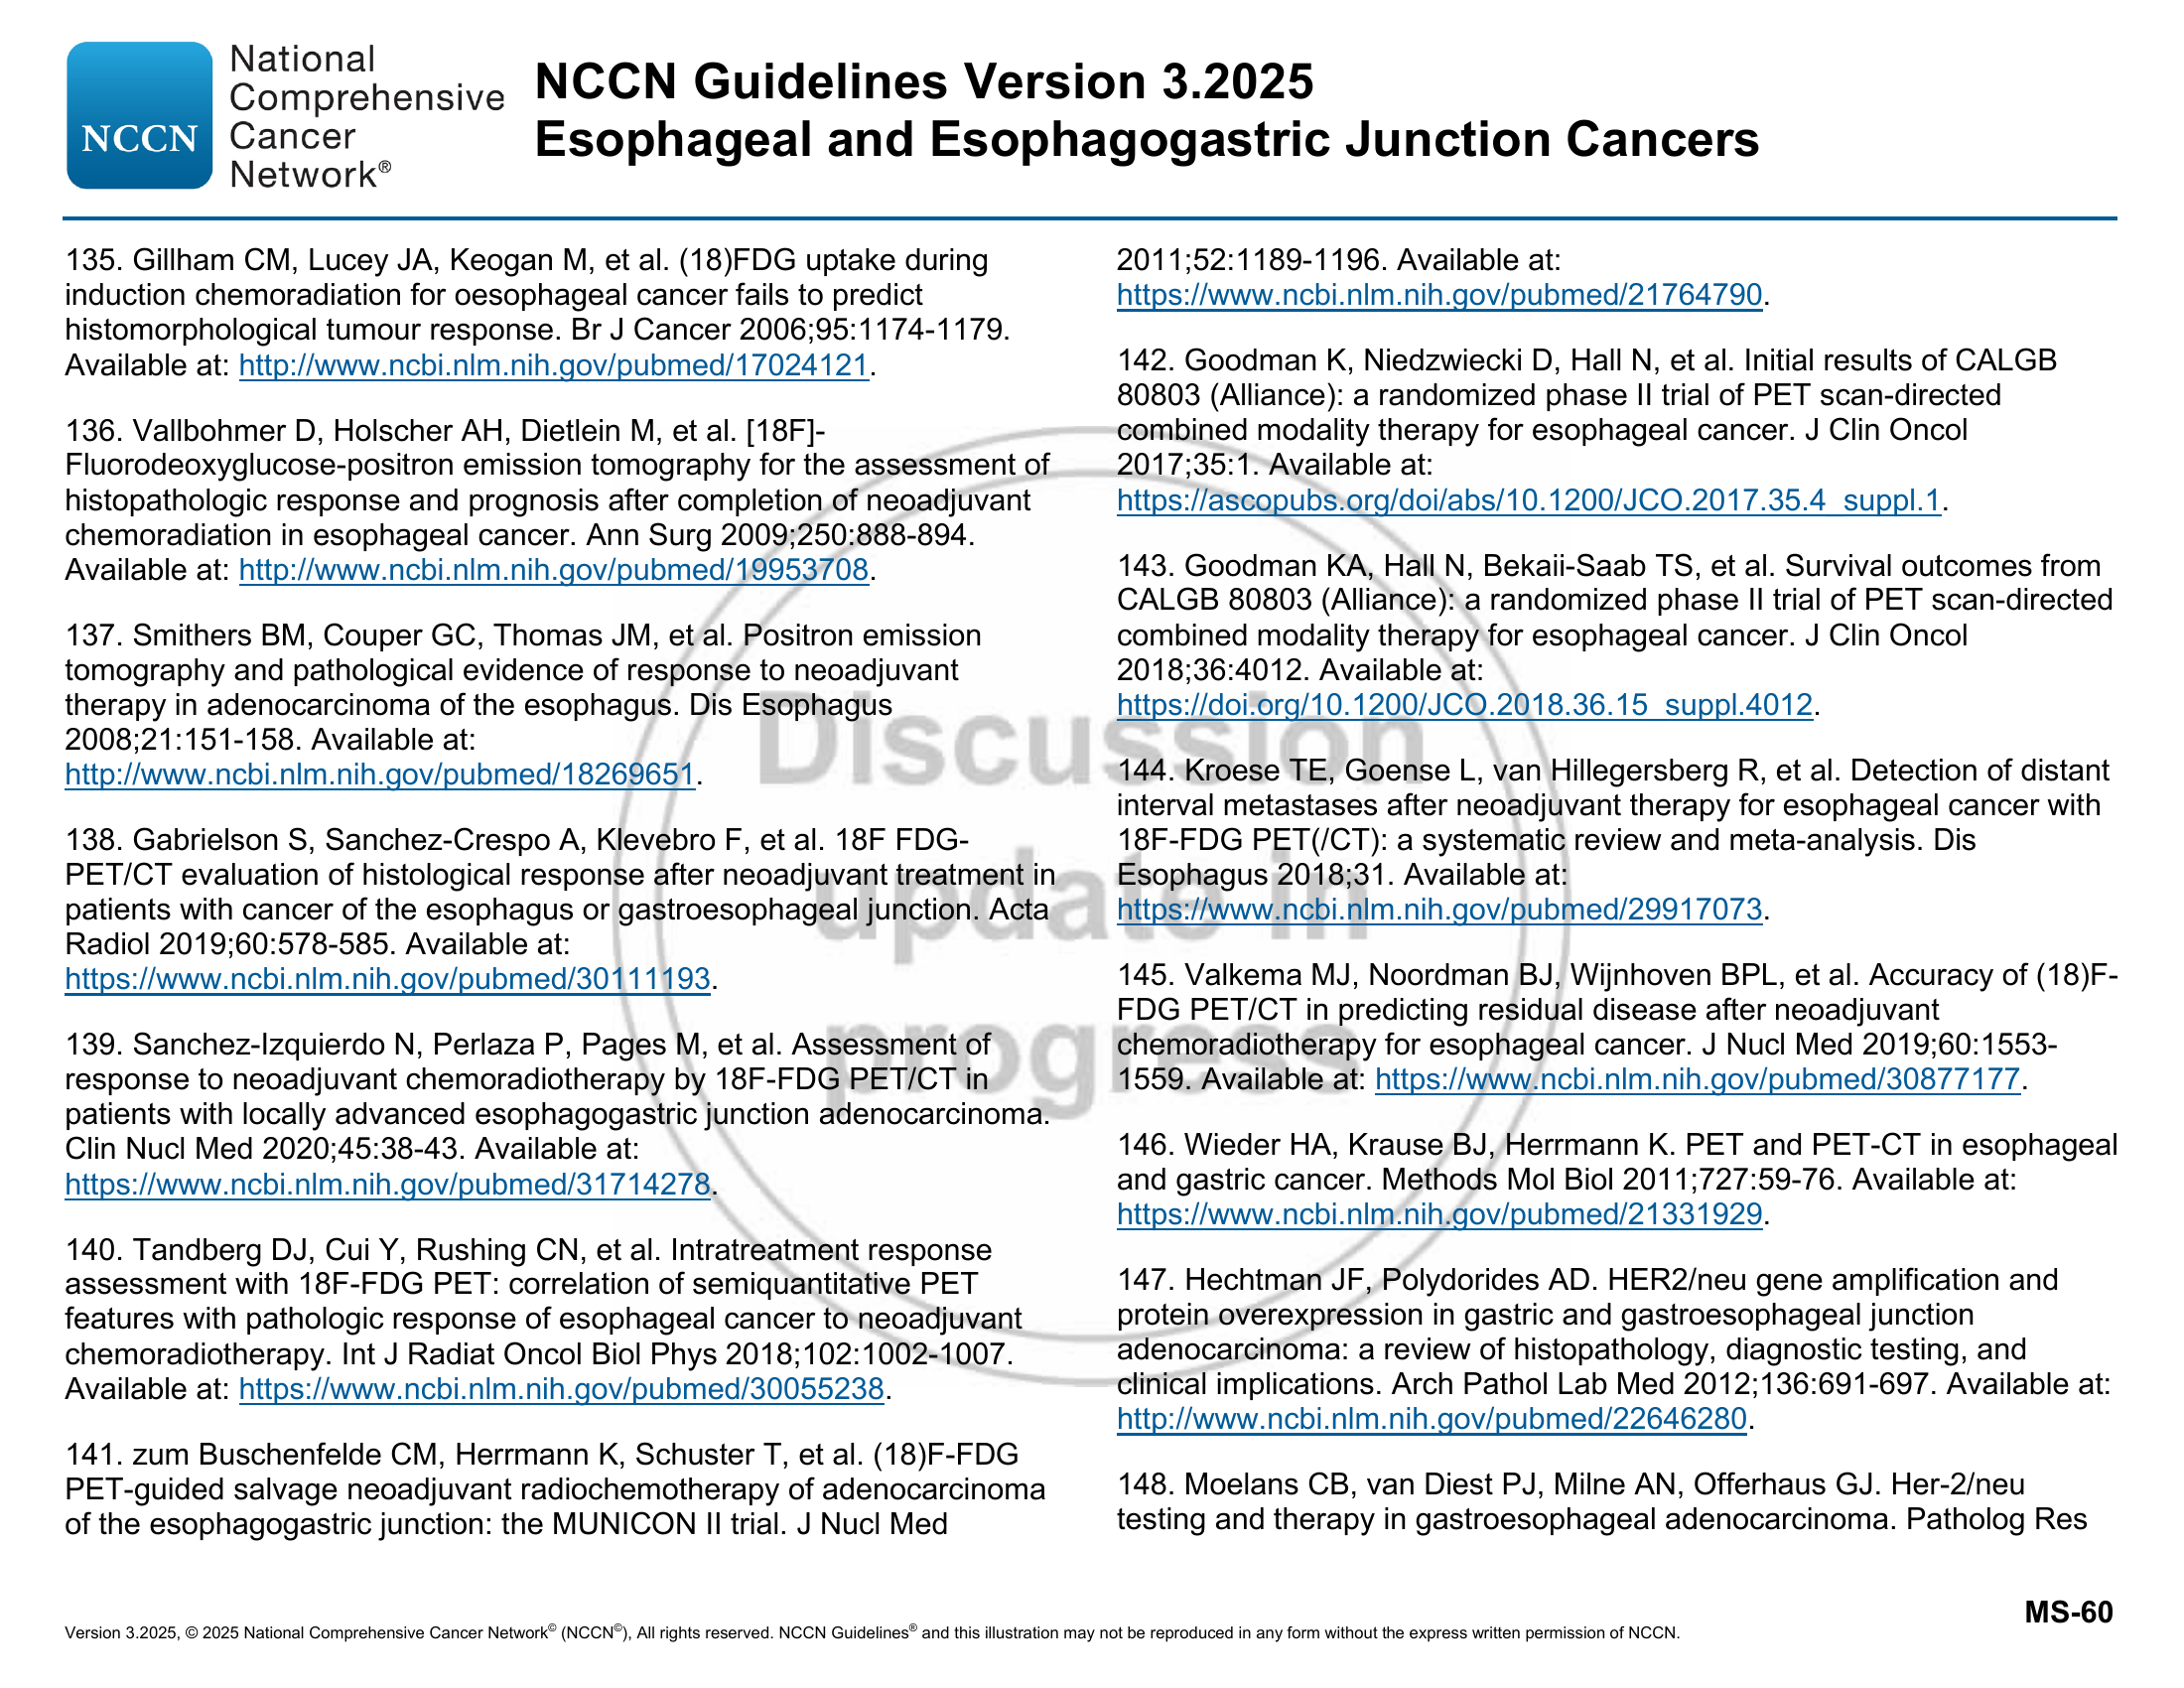 NCCN
National
Comprehensive
Cancer
Network®
NCCN Guidelines Version 3.2025
Esophageal and Esophagogastric Junction Cancers
135. Gillham CM, Lucey JA, Keogan M, et al. (18)FDG uptake during
induction chemoradiation for oesophageal cancer fails to predict
histomorphological tumour response. Br J Cancer 2006;95:1174-1179.
Available at: http://www.ncbi.nlm.nih.gov/pubmed/17024121.
136. Vallbohmer D, Holscher AH, Dietlein M, et al. [18F]-
Fluorodeoxyglucose-positron emission tomography for the assessment of
histopathologic response and prognosis after completion of neoadjuvant
chemoradiation in esophageal cancer. Ann Surg 2009;250:888-894.
Available at: http://www.ncbi.nlm.nih.gov/pubmed/19953708.
137. Smithers BM, Couper GC, Thomas JM, et al. Positron emission
tomography and pathological evidence of response to neoadjuvant
therapy in adenocarcinoma of the esophagus. Dis Esophagus
2008;21:151-158. Available at:
http://www.ncbi.nlm.nih.gov/pubmed/18269651.
138. Gabrielson S, Sanchez-Crespo A, Klevebro F, et al. 18F FDG-
PET/CT evaluation of histological response after neoadjuvant treatment in
patients with cancer of the esophagus or gastroesophageal junction. Acta
Radiol 2019;60:578-585. Available at:
https://www.ncbi.nlm.nih.gov/pubmed/30111193.
139. Sanchez-Izquierdo N, Perlaza P, Pages M, et al. Assessment of
response to neoadjuvant chemoradiotherapy by 18F-FDG PET/CT in
patients with locally advanced esophagogastric junction adenocarcinoma.
Clin Nucl Med 2020;45:38-43. Available at:
https://www.ncbi.nlm.nih.gov/pubmed/31714278.
140. Tandberg DJ, Cui Y, Rushing CN, et al. Intratreatment response
assessment with 18F-FDG PET: correlation of semiquantitative PET
features with pathologic response of esophageal cancer to neoadjuvant
chemoradiotherapy. Int J Radiat Oncol Biol Phys 2018;102:1002-1007.
Available at: https://www.ncbi.nlm.nih.gov/pubmed/30055238.
141. zum Buschenfelde CM, Herrmann K, Schuster T, et al. (18)F-FDG
PET-guided salvage neoadjuvant radiochemotherapy of adenocarcinoma
of the esophagogastric junction: the MUNICON II trial. J Nucl Med
2011;52:1189-1196. Available at:
https://www.ncbi.nlm.nih.gov/pubmed/21764790.
142. Goodman K, Niedzwiecki D, Hall N, et al. Initial results of CALGB
80803 (Alliance): a randomized phase II trial of PET scan-directed
combined modality therapy for esophageal cancer. J Clin Oncol
2017;35:1. Available at:
https://ascopubs.org/doi/abs/10.1200/JCO.2017.35.4_suppl.1.
143. Goodman KA, Hall N, Bekaii-Saab TS, et al. Survival outcomes from
CALGB 80803 (Alliance): a randomized phase II trial of PET scan-directed
combined modality therapy for esophageal cancer. J Clin Oncol
2018;36:4012. Available at:
https://doi.org/10.1200/JCO.2018.36.15_suppl.4012.
144. Kroese TE, Goense L, van Hillegersberg R, et al. Detection of distant
interval metastases after neoadjuvant therapy for esophageal cancer with
18F-FDG PET(/CT): a systematic review and meta-analysis. Dis
Esophagus 2018;31. Available at:
https://www.ncbi.nlm.nih.gov/pubmed/29917073.
145. Valkema MJ, Noordman BJ, Wijnhoven BPL, et al. Accuracy of (18)F-
FDG PET/CT in predicting residual disease after neoadjuvant
chemoradiotherapy for esophageal cancer. J Nucl Med 2019;60:1553-
1559. Available at: https://www.ncbi.nlm.nih.gov/pubmed/30877177.
146. Wieder HA, Krause BJ, Herrmann K. PET and PET-CT in esophageal
and gastric cancer. Methods Mol Biol 2011;727:59-76. Available at:
https://www.ncbi.nlm.nih.gov/pubmed/21331929.
147. Hechtman JF, Polydorides AD. HER2/neu gene amplification and
protein overexpression in gastric and gastroesophageal junction
adenocarcinoma: a review of histopathology, diagnostic testing, and
clinical implications. Arch Pathol Lab Med 2012;136:691-697. Available at:
http://www.ncbi.nlm.nih.gov/pubmed/22646280.
148. Moelans CB, van Diest PJ, Milne AN, Offerhaus GJ. Her-2/neu
testing and therapy in gastroesophageal adenocarcinoma. Patholog Res
Discussion
update in
progress
MS-60
Version 3.2025, © 2025 National Comprehensive Cancer Network© (NCCN©), All rights reserved. NCCN Guidelines® and this illustration may not be reproduced in any form without the express written permission of NCCN.